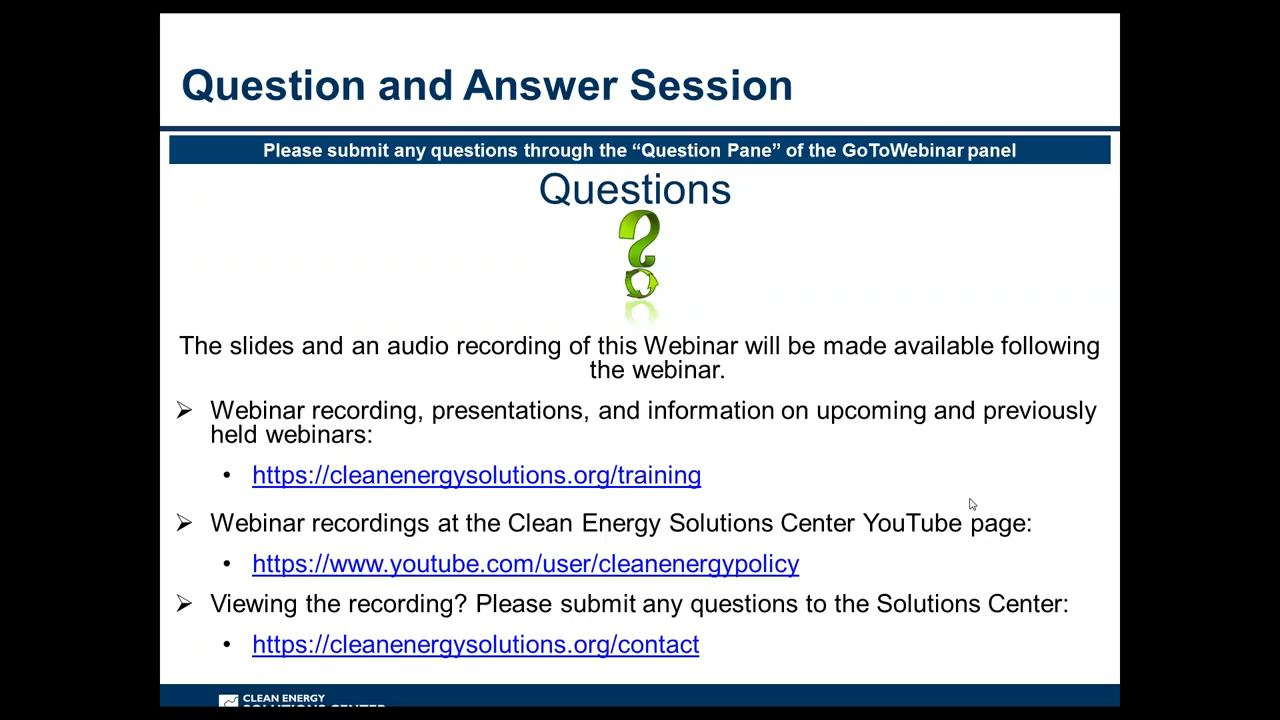 Question and Answer Session
Please submit any questions through the “Question Pane” of the GoToWebinar panel
Questions
The slides and an audio recording of this Webinar will be made available following
the webinar.
➢ Webinar recording, presentations, and information on upcoming and previously
held webinars:
• https://cleanenergysolutions.org/training
➢ Webinar recordings at the Clean Energy Solutions Center YouTube page:
• https://www.youtube.com/user/cleanenergypolicy
➢ Viewing the recording? Please submit any questions to the Solutions Center:
• https://cleanenergysolutions.org/contact
CLEAN ENERGY
SOLUTIONS CENTER